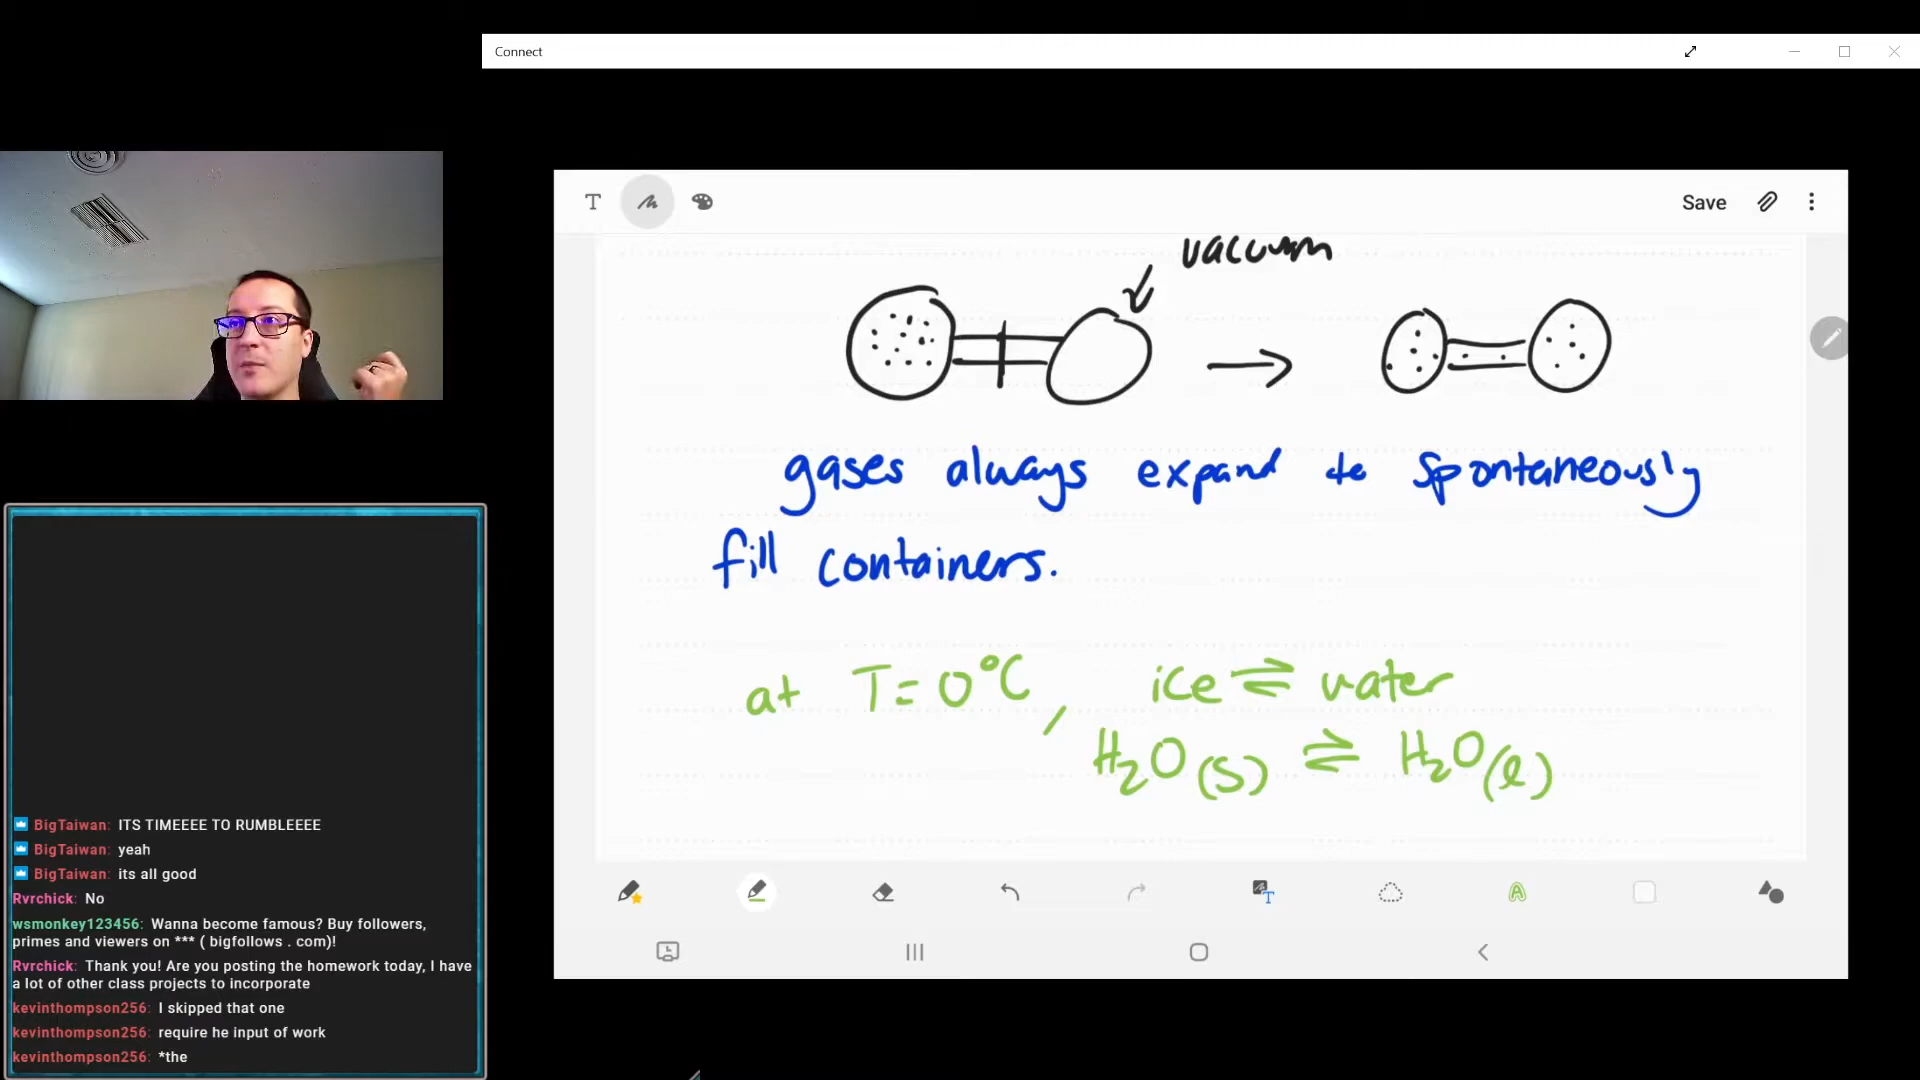 Connect
T
Save
vacuum
gases always expand to spontaneously
fill containers.
at T=0°C, ice ⇌ water
H₂O(s) ⇌ H₂O(l)
BigTaiwan: ITS TIMEEEE TO RUMBLEEEE
BigTaiwan: yeah
BigTaiwan: its all good
Rvrchick: No
wsmonkey123456: Wanna become famous? Buy followers,
primes and viewers on *** ( bigfollows . com)!
Rvrchick: Thank you! Are you posting the homework today, I have
a lot of other class projects to incorporate
kevinthompson256: I skipped that one
kevinthompson256: require he input of work
kevinthompson256: *the